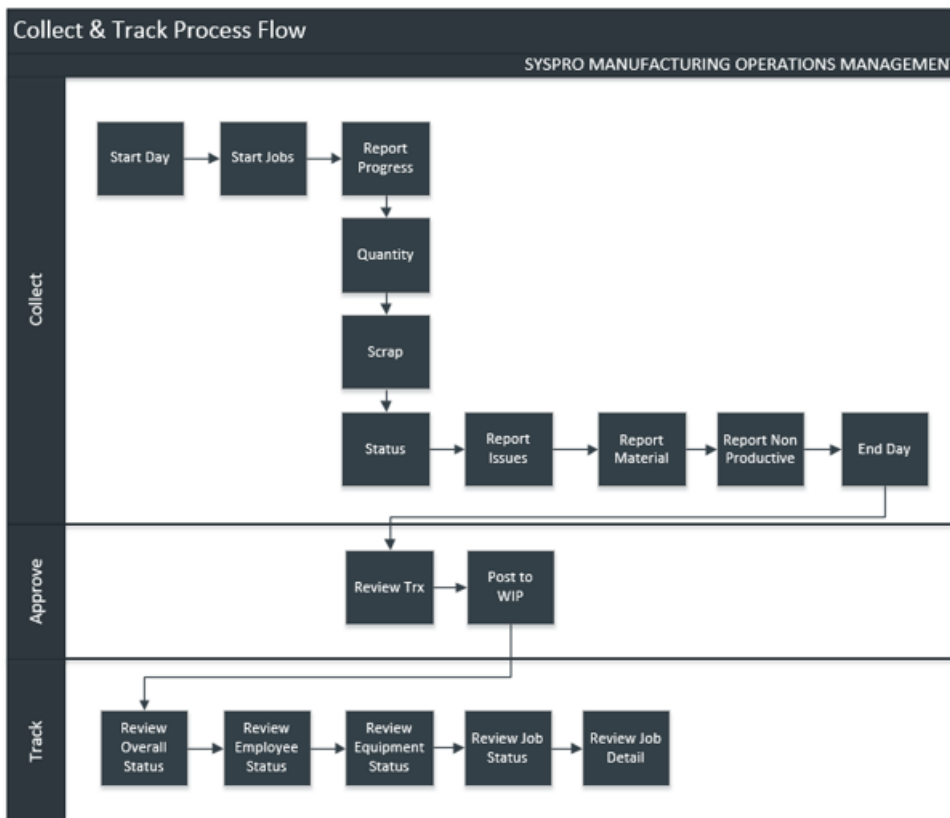 Collect & Track Process Flow
SYSPRO MANUFACTURING OPERATIONS MANAGEMENT
Collect
Start Day
Start Jobs
Report
Progress
Quantity
Scrap
Status
Report
Issues
Report
Material
Report Non
Productive
End Day
Approve
Review Trx
Post to
WIP
Track
Review
Overall
Status
Review
Employee
Status
Review
Equipment
Status
Review Job
Status
Review Job
Detail